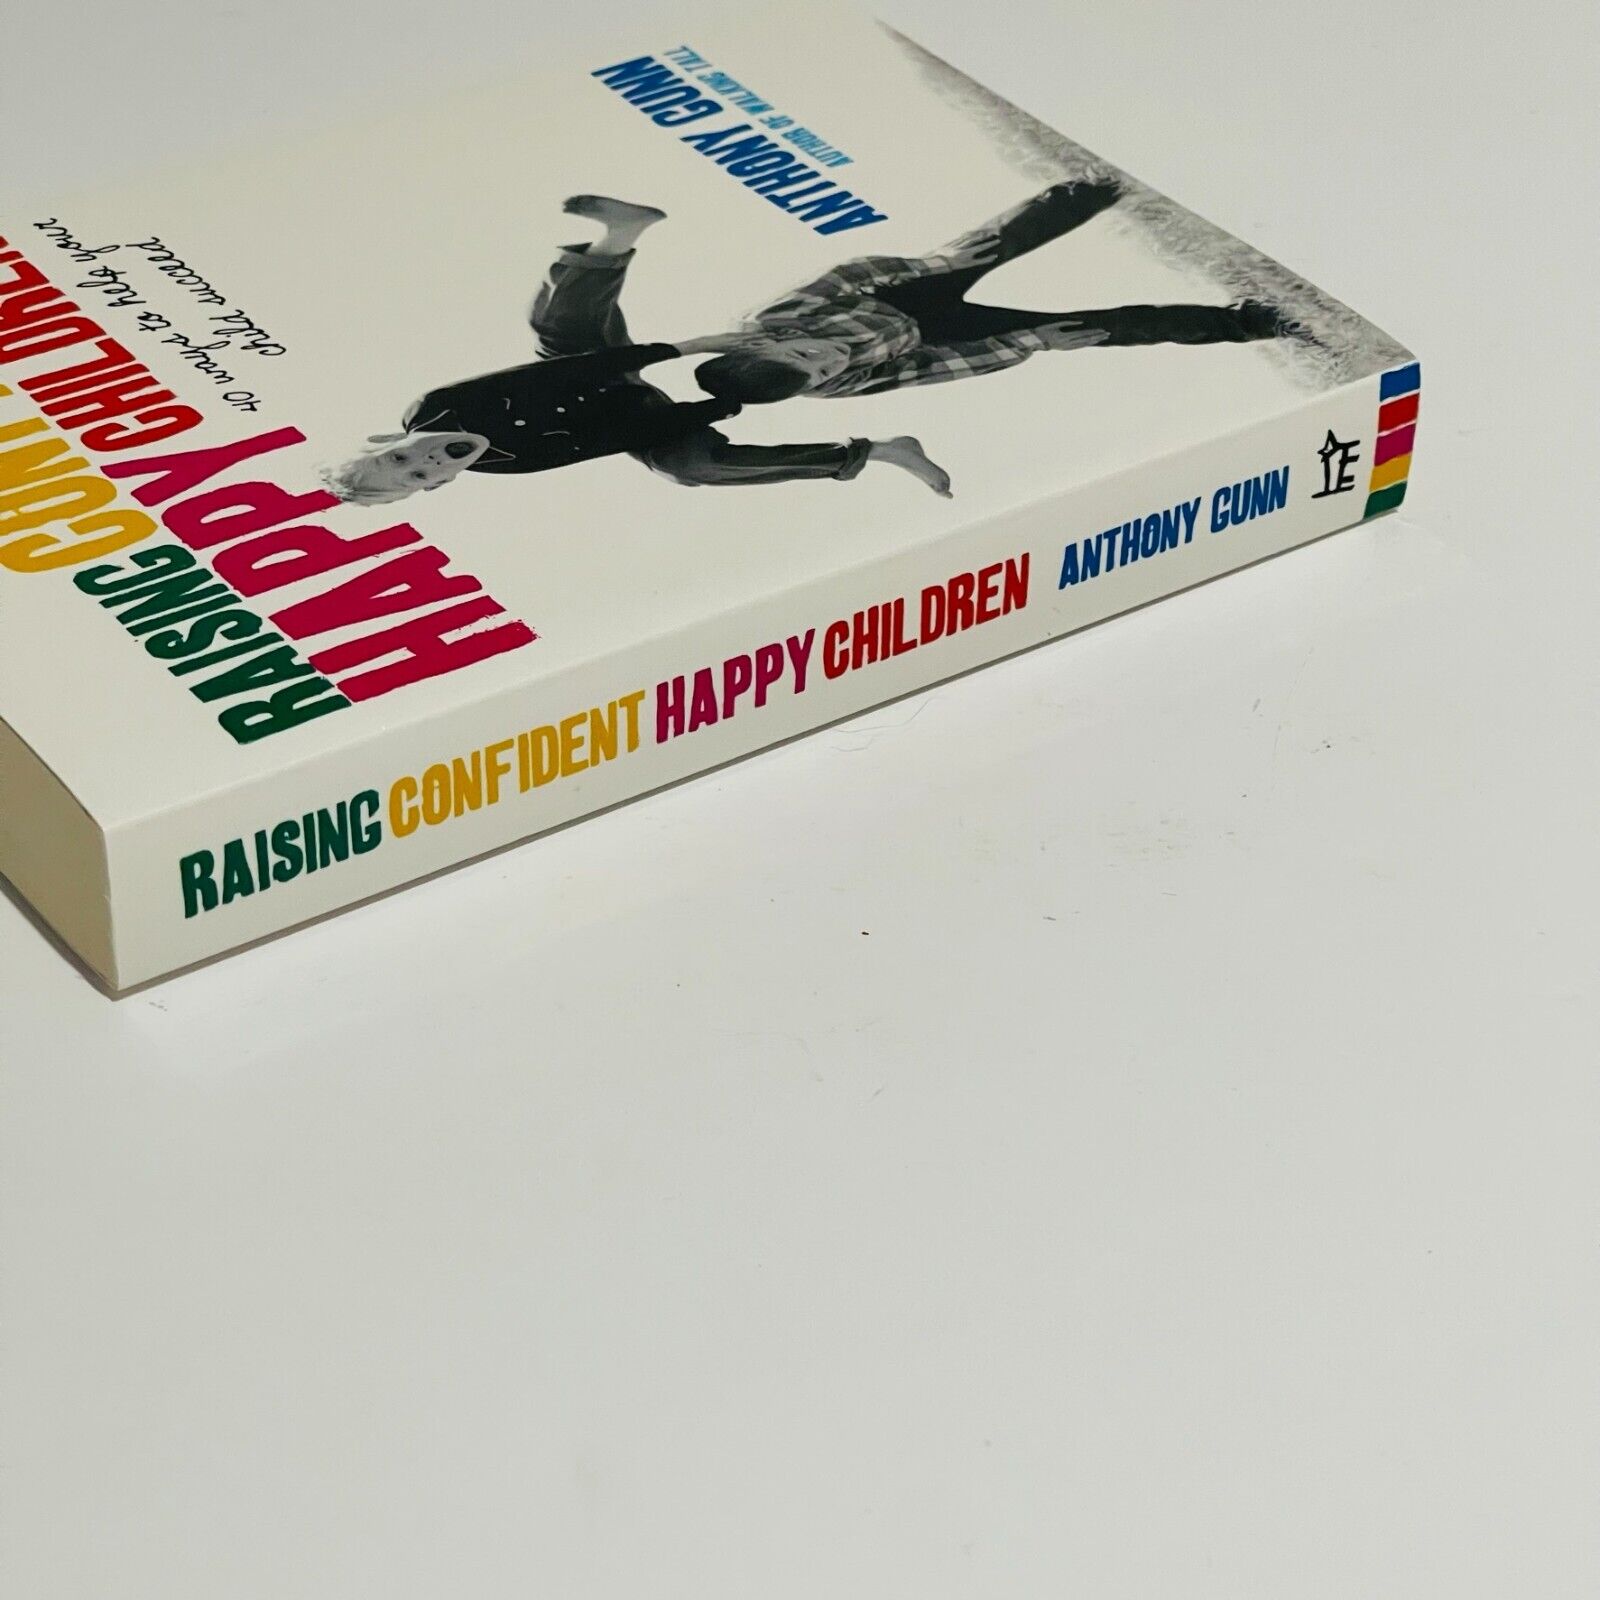 RAISING
CONF
HAPPY
CHILDREN
40 ways to help your
child succeed
ANTHONY GUNN
AUTHOR OF WALKING TALL
RAISING CONFIDENT HAPPY CHILDREN ANTHONY GUNN